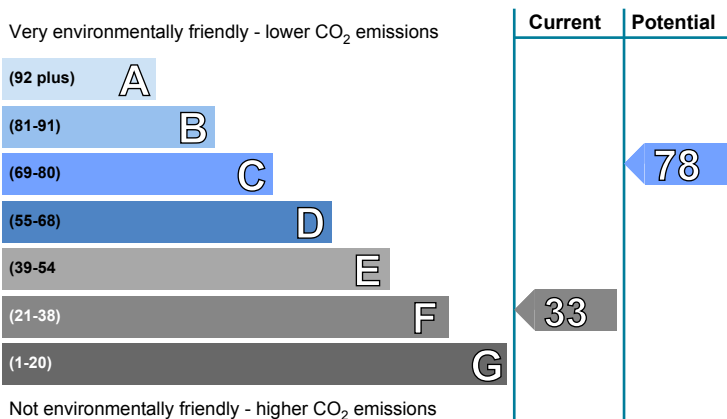 Current Potential
Very environmentally friendly - lower CO₂ emissions
(92 plus) A
(81-91) B
(69-80) C
78
(55-68) D
(39-54 E
(21-38) F
33
(1-20) G
Not environmentally friendly - higher CO₂ emissions